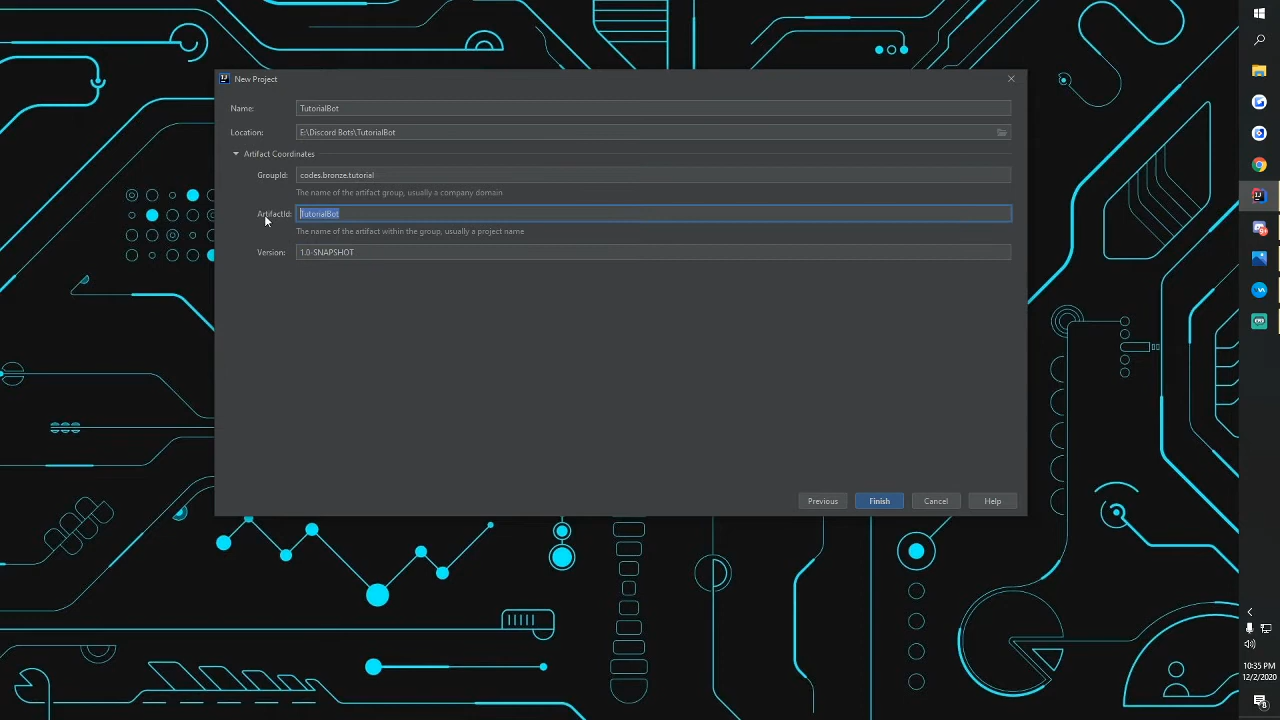 New Project
Name: TutorialBot
Location: E:\Discord Bots\TutorialBot
Artifact Coordinates
GroupId: codes.bronze.tutorial
The name of the artifact group, usually a company domain
ArtifactId: TutorialBot
The name of the artifact within the group, usually a project name
Version: 1.0-SNAPSHOT
Previous Finish Cancel Help
10:35 PM
12/2/2020